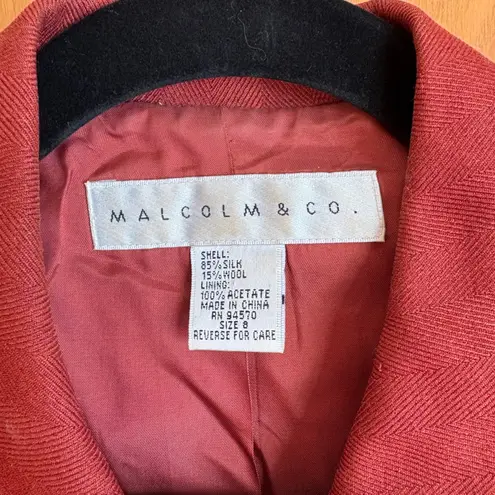 MALCOLM & CO.
SHELL:
85% SILK
15% WOOL
LINING:
100% ACETATE
MADE IN CHINA
RN 94570
SIZE 8
REVERSE FOR CARE